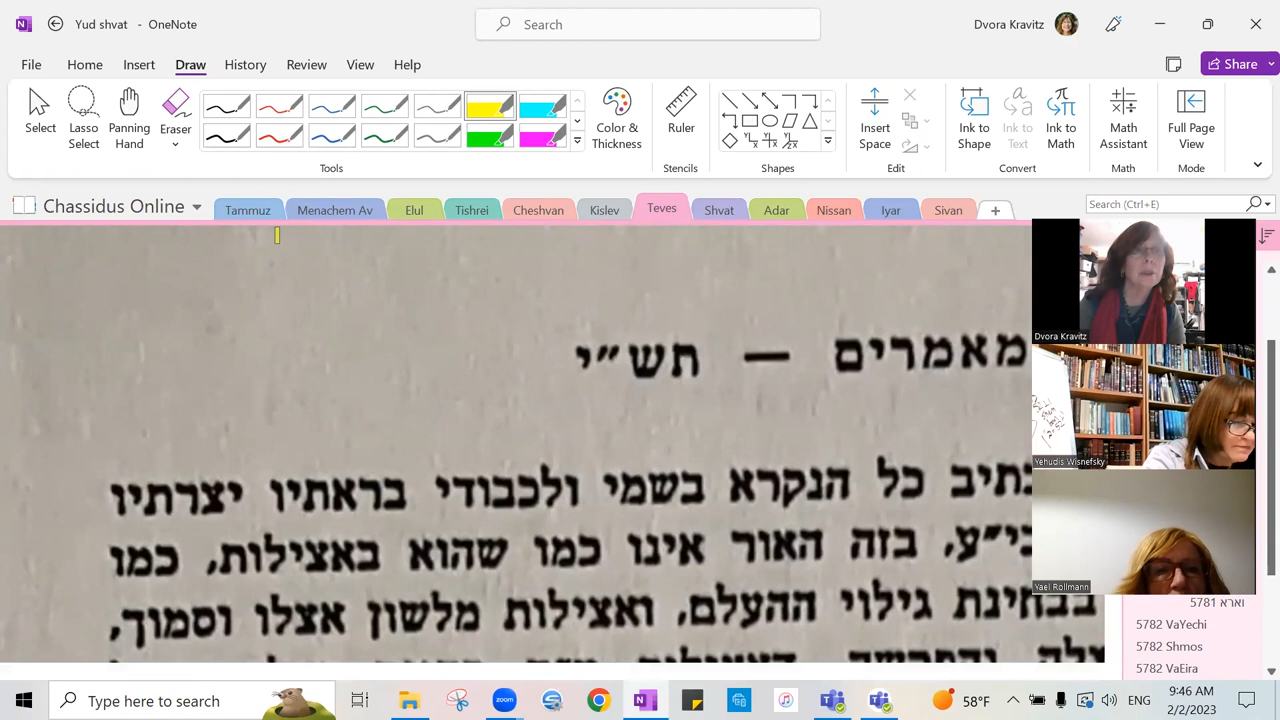 Yud shvat - OneNote
Search
Dvora Kravitz
File Home Insert Draw History Review View Help
Share
Select
Lasso Select
Panning Hand
Eraser
Color & Thickness
Ruler
Insert Space
Ink to Shape
Ink to Text
Ink to Math
Math Assistant
Full Page View
Tools Stencils Shapes Edit Convert Math Mode
Chassidus Online
Tammuz Menachem Av Elul Tishrei Cheshvan Kislev Teves Shvat Adar Nissan Iyar Sivan
Search (Ctrl+E)
מאמרים — תש״י
כל הנקרא בשמי ולכבודי בראתיו יצרתיו
בזה האור אינו כמו שהוא באצילות, כמו
בבחינת גילוי ההעלם, ואצילות מלשון אצלו וסמוך,
Dvora Kravitz
Yehudis Wisnefsky
Yael Rollmann
וארא 5781
5782 VaYechi
5782 Shmos
5782 VaEira
Type here to search
zoom
58°F
ENG
9:46 AM
2/2/2023